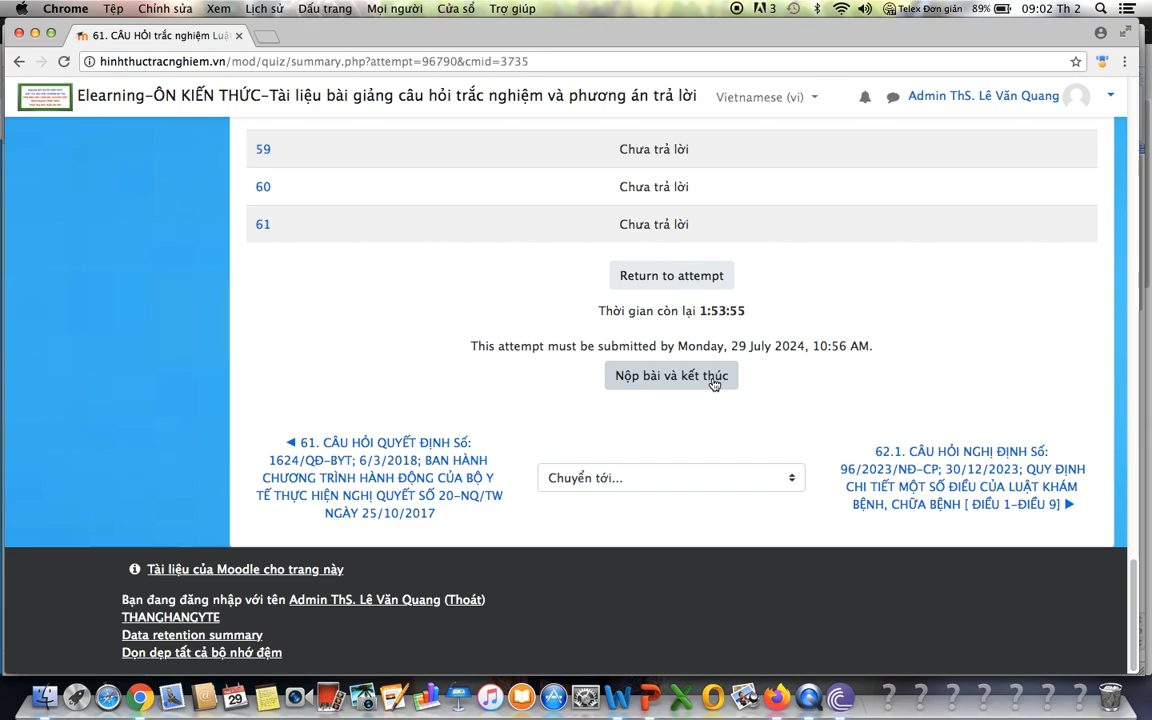 Chrome Tệp Chỉnh sửa Xem Lịch sử Dấu trang Mọi người Cửa sổ Trợ giúp 3 Telex Đơn giản 89% 09:02 Th 2
61. CÂU HỎI trắc nghiệm Luậ
hinhthuctracnghiem.vn/mod/quiz/summary.php?attempt=96790&cmid=3735
Elearning-ÔN KIẾN THỨC-Tài liệu bài giảng câu hỏi trắc nghiệm và phương án trả lời Vietnamese (vi) Admin ThS. Lê Văn Quang
59 Chưa trả lời
60 Chưa trả lời
61 Chưa trả lời
Return to attempt
Thời gian còn lại 1:53:55
This attempt must be submitted by Monday, 29 July 2024, 10:56 AM.
Nộp bài và kết thúc
◀ 61. CÂU HỎI QUYẾT ĐỊNH Số:
1624/QĐ-BYT; 6/3/2018; BAN HÀNH
CHƯƠNG TRÌNH HÀNH ĐỘNG CỦA BỘ Y
TẾ THỰC HIỆN NGHỊ QUYẾT SỐ 20-NQ/TW
NGÀY 25/10/2017
Chuyển tới...
62.1. CÂU HỎI NGHỊ ĐỊNH Số:
96/2023/NĐ-CP; 30/12/2023; QUY ĐỊNH
CHI TIẾT MỘT SỐ ĐIỀU CỦA LUẬT KHÁM
BỆNH, CHỮA BỆNH [ ĐIỀU 1-ĐIỀU 9] ▶
Tài liệu của Moodle cho trang này
Bạn đang đăng nhập với tên Admin ThS. Lê Văn Quang (Thoát)
THANGHANGYTE
Data retention summary
Dọn dẹp tất cả bộ nhớ đệm